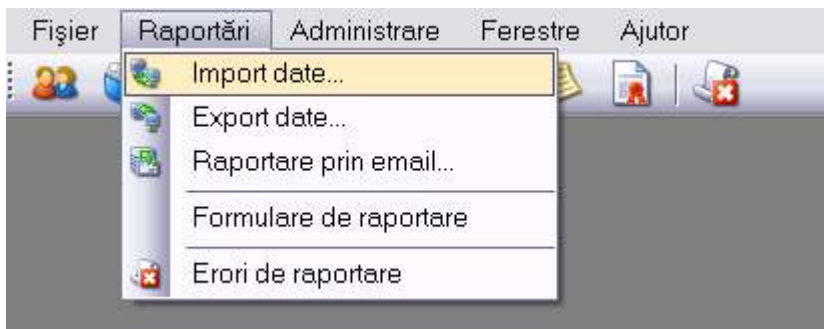 Fişier Raportări Administrare Ferestre Ajutor
Import date...
Export date...
Raportare prin email...
Formulare de raportare
Erori de raportare